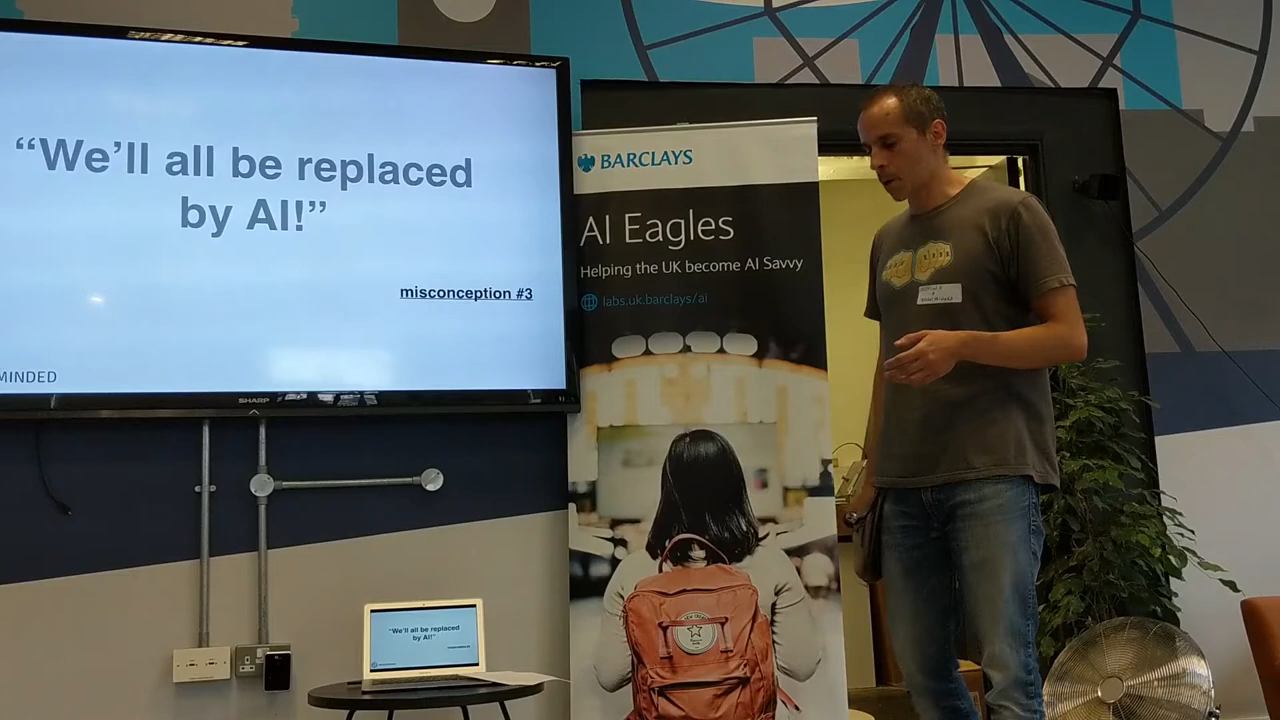 “We’ll all be replaced
by AI!”
misconception #3
MINDED
SHARP
BARCLAYS
AI Eagles
Helping the UK become AI Savvy
labs.uk.barclays/ai
“We’ll all be replaced
by AI!”